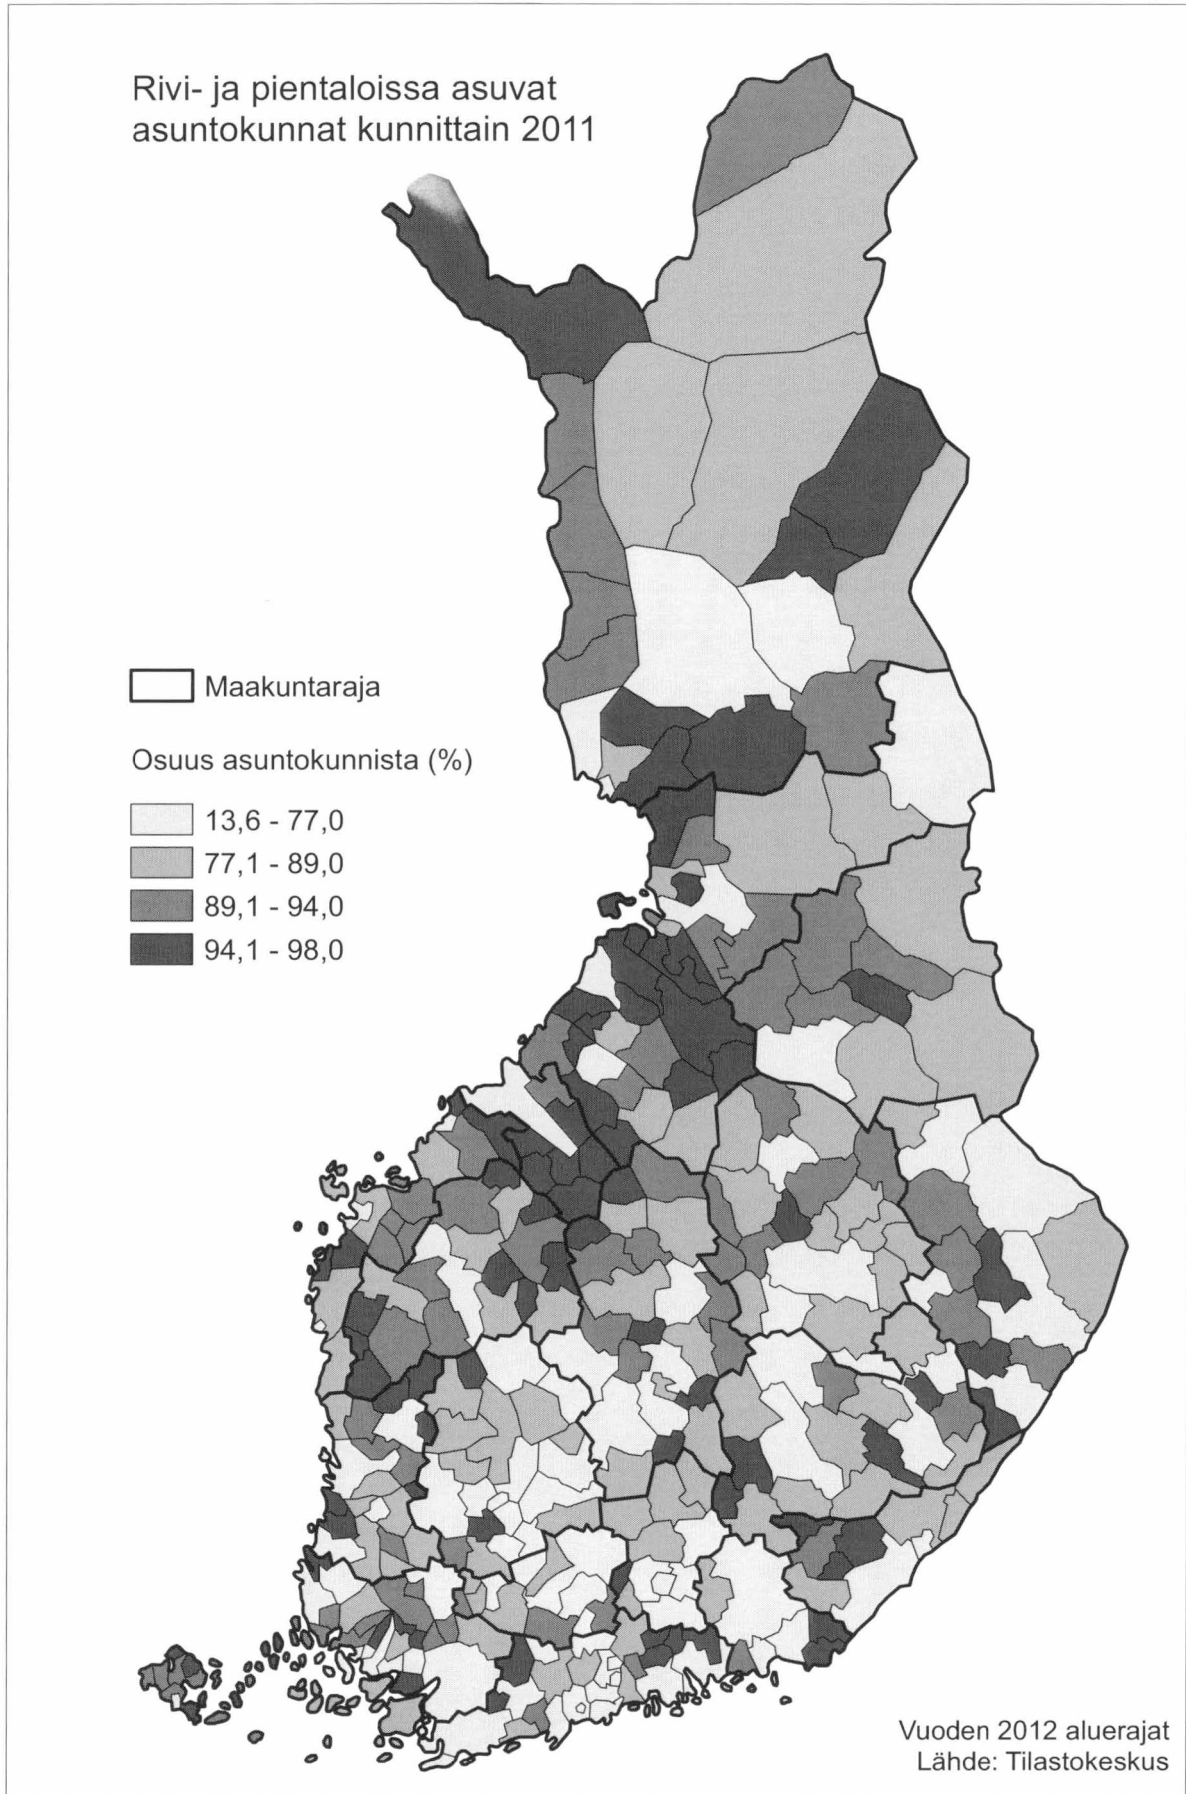 Rivi- ja pientaloissa asuvat
asuntokunnat kunnittain 2011
Maakuntaraja
Osuus asuntokunnista (%)
13,6 - 77,0
77,1 - 89,0
89,1 - 94,0
94,1 - 98,0
Vuoden 2012 aluerajat
Lähde: Tilastokeskus